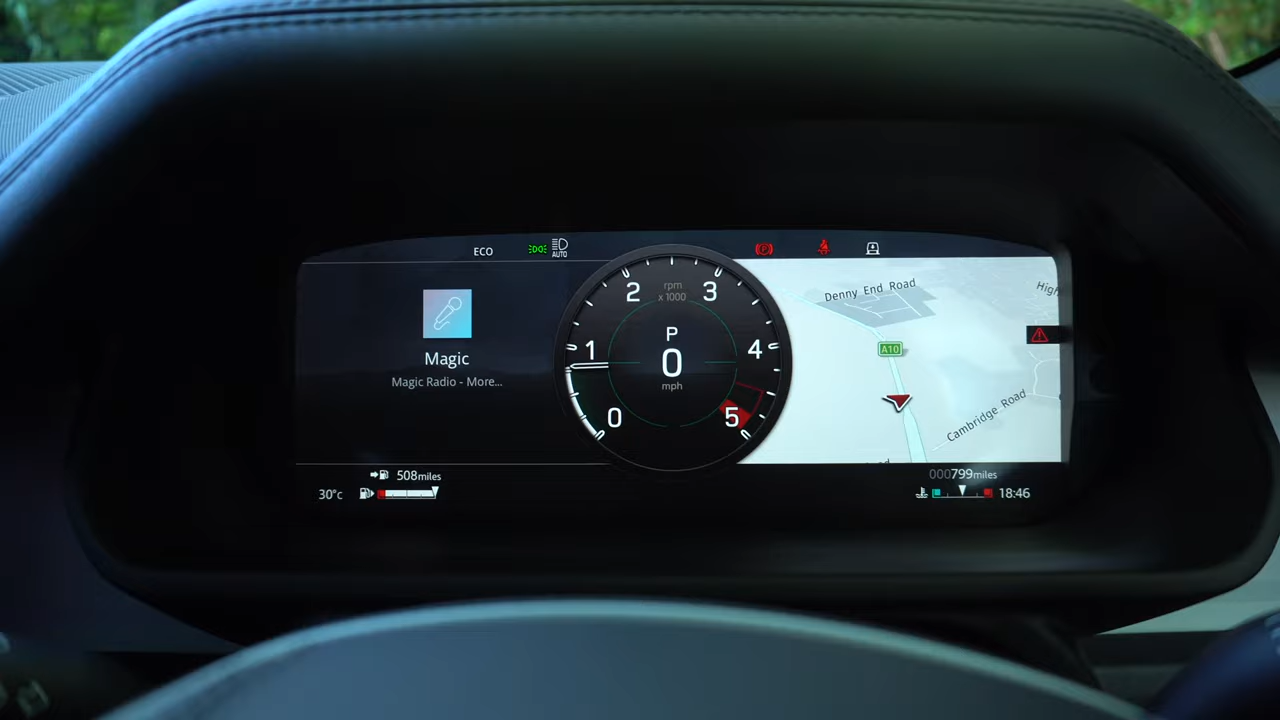 ECO
AUTO
P
Denny End Road
High
2
rpm
x1000
3
1
P
0
mph
4
A10
Magic
Magic Radio - More...
0
5
Cambridge Road
508miles
000799miles
30°c
18:46